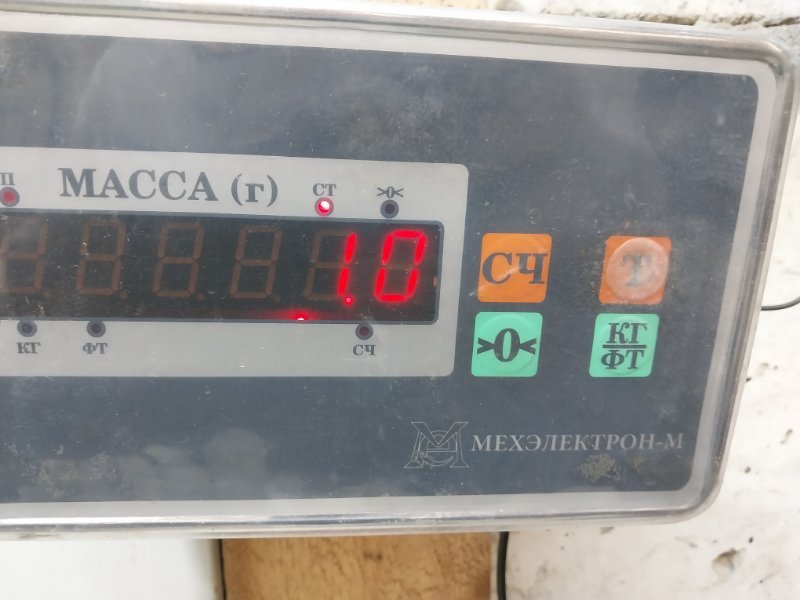 П
МАССА (г)
СТ
>0<
1.0
КГ
ФТ
СЧ
СЧ
Т
>0<
КГ
ФТ
МЕХЭЛЕКТРОН-М